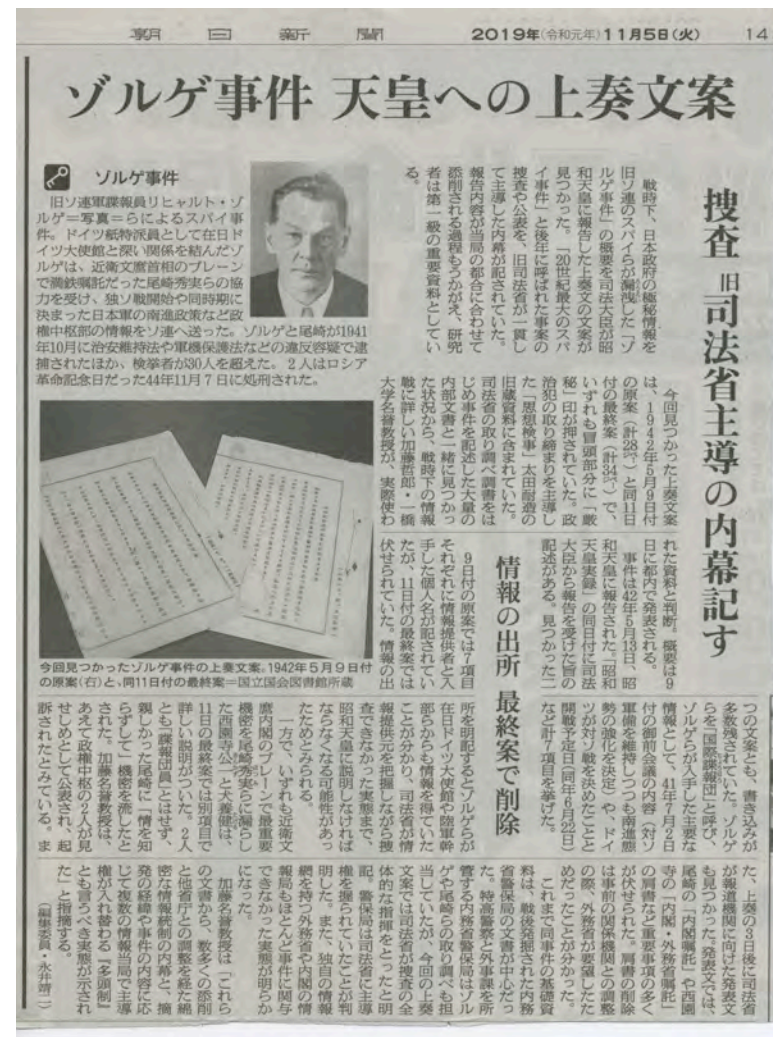 朝日新聞
2019年(令和元年)11月5日(火)
14
ゾルゲ事件 天皇への上奏文案
捜査 旧司法省主導の内幕記す
戦時下、日本政府の極秘情報を
旧ソ連のスパイらが漏洩した「ゾ
ルゲ事件」の概要を司法大臣が昭
和天皇に報告した上奏文の文案が
見つかった。「20世紀最大のスパ
イ事件」と後年に呼ばれた事案の
捜査や公表を、旧司法省が一貫し
て主導した内幕が記されていた。
報告内容が当局の都合に合わせて
添削される過程もうかがえ、研究
者は第一級の重要資料としてい
る。
ゾルゲ事件
旧ソ連軍諜報員リヒャルト・ゾ
ルゲ=写真=らによるスパイ事
件。ドイツ紙特派員として在日ド
イツ大使館と深い関係を結んだゾ
ルゲは、近衛文麿首相のブレーン
で満鉄嘱託だった尾崎秀実らの協
力を受け、独ソ戦開始や同時期に
決まった日本軍の南進政策など政
権中枢部の情報をソ連へ送った。ゾルゲと尾崎が1941
年10月に治安維持法や軍機保護法などの違反容疑で逮
捕されたほか、検挙者が30人を超えた。2人はロシア
革命記念日だった44年11月7日に処刑された。
今回見つかった上奏文案
は、1942年5月9日付
の原案(計28㌻)と同11日
付の最終案(計34㌻)で、
いずれも冒頭部分に「厳
秘」印が押されていた。政
治犯の取り締まりを主導し
た「思想検事」太田耐造の
旧蔵資料に含まれていた。
司法省の取り調べ調書をは
じめ事件を記述した大量の
内部文書と一緒に見つかっ
た状況から、戦時下の情報
戦に詳しい加藤哲郎・一橋
大学名誉教授が、実際使わ
れた資料と判断。概要は9
日に都内で発表される。
事件は42年5月13日、昭
和天皇に報告された。「昭和
天皇実録」の同日付に司法
大臣から報告を受けた旨の
記述がある。見つかった二
情報の出所 最終案で削除
9日付の原案では7項目
それぞれに情報提供者と入
手した個人名が記されてい
たが、11日付の最終案では
伏せられていた。情報の出
今回見つかったゾルゲ事件の上奏文案。1942年5月9日付
の原案(右)と、同11日付の最終案=国立国会図書館所蔵
つの文案とも、書き込みが
多数残されていた。ゾルゲ
らを「国際諜報団」と呼び、
ゾルゲらが入手した主要な
情報として、41年7月2日
付の御前会議の内容(対ソ
軍備を維持しつつも南進態
勢の強化を決定)や、ドイ
ツが対ソ戦を決めたことと
開戦予定日(同年6月22日)
など計7項目を挙げた。
所を明記するとゾルゲらが
在日ドイツ大使館や陸軍幹
部らからも情報を得ていた
ことが分かり、司法省が情
報提供元を把握しながら捜
査できなかった実態まで、
昭和天皇に説明しなければ
ならなくなる可能性があっ
たためとみられる。
一方で、いずれも近衛文
麿内閣のブレーンで最重要
機密を尾崎秀実らに漏らし
た西園寺公一と犬養健は、
11日の最終案では別項目で
詳しい説明がついた。2人
とも「諜報団員」とはせず、
親しかった尾崎に「情を知
らずして」機密を流したと
された。加藤名誉教授は、
あえて政権中枢の2人が見
せしめとして公表され、起
訴されたとみている。ま
た、上奏の3日後に司法省
が報道機関に向けた発表文
も見つかった。発表文では、
尾崎の「内閣嘱託」や西園
寺の「内閣・外務省嘱託」
の肩書など重要事項の多く
が伏せられた。肩書の削除
は事前の関係機関との調整
の際、外務省が要望したた
めだったことが分かった。
これまで同事件の基礎資
料は、戦後発掘された内務
省警保局の文書が中心だっ
た。特高警察と外事課を所
管する内務省警保局はゾル
ゲや尾崎らの取り調べも担
当していたが、今回の上奏
文案では司法省が捜査の全
体的な指揮をとったと明
記。警保局は司法省に主導
権を握られていたことが判
明した。また、独自の情報
網を持つ外務省や内閣の情
報局もほとんど事件に関与
できなかった実態が明らか
になった。
加藤名誉教授は「これら
の文書から、数多くの添削
と他省庁との調整を経た綿
密な情報統制の内幕と、摘
発の経緯や事件の内容に応
じて複数の情報当局で主導
権が入れ替わる『多頭制』
とも言うべき実態が示され
た」と指摘する。
(編集委員・永井靖二)